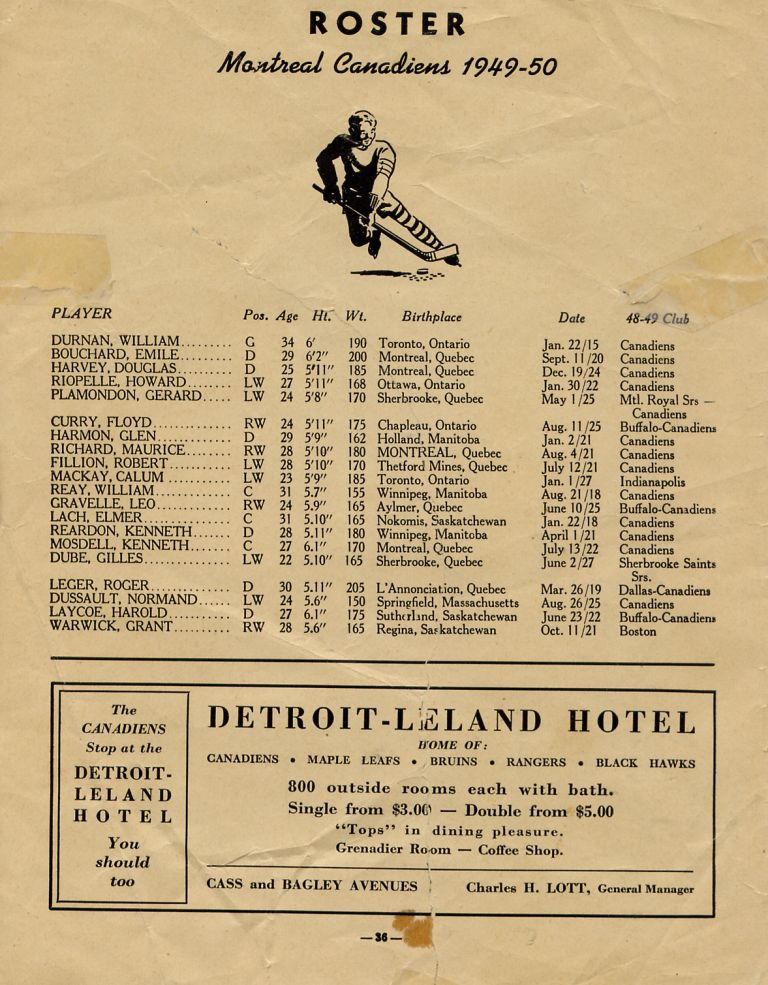 ROSTER
Montreal Canadiens 1949-50
PLAYER Pos. Age Ht. Wt. Birthplace Date 48-49 Club
DURNAN, WILLIAM......... G 34 6' 190 Toronto, Ontario Jan. 22/15 Canadiens
BOUCHARD, EMILE......... D 29 6'2" 200 Montreal, Quebec Sept. 11/20 Canadiens
HARVEY, DOUGLAS......... D 25 5'11" 185 Montreal, Quebec Dec. 19/24 Canadiens
RIOPELLE, HOWARD........ LW 27 5'11" 168 Ottawa, Ontario Jan. 30/22 Canadiens
PLAMONDON, GERARD..... LW 24 5'8" 170 Sherbrooke, Quebec May 1/25 Mtl. Royal Srs —
Canadiens
CURRY, FLOYD............. RW 24 5'11" 175 Chapleau, Ontario Aug. 11/25 Buffalo-Canadiens
HARMON, GLEN............ D 29 5'9" 162 Holland, Manitoba Jan. 2/21 Canadiens
RICHARD, MAURICE........ RW 28 5'10" 180 MONTREAL, Quebec Aug. 4/21 Canadiens
FILLION, ROBERT........... LW 28 5'10" 170 Thetford Mines, Quebec July 12/21 Canadiens
MACKAY, CALUM........... LW 23 5'9" 185 Toronto, Ontario Jan. 1/27 Indianapolis
REAY, WILLIAM............. C 31 5.7" 155 Winnipeg, Manitoba Aug. 21/18 Canadiens
GRAVELLE, LEO............. RW 24 5.9" 165 Aylmer, Quebec June 10/25 Buffalo-Canadiens
LACH, ELMER.............. C 31 5.10" 165 Nokomis, Saskatchewan Jan. 22/18 Canadiens
REARDON, KENNETH....... D 28 5.11" 180 Winnipeg, Manitoba April 1/21 Canadiens
MOSDELL, KENNETH....... C 27 6.1" 170 Montreal, Quebec July 13/22 Canadiens
DUBE, GILLES.............. LW 22 5.10" 165 Sherbrooke, Quebec June 2/27 Sherbrooke Saints
Srs.
LEGER, ROGER............. D 30 5.11" 205 L'Annonciation, Quebec Mar. 26/19 Dallas-Canadiens
DUSSAULT, NORMAND...... LW 24 5.6" 150 Springfield, Massachusetts Aug. 26/25 Canadiens
LAYCOE, HAROLD........... D 27 6.1" 175 Sutherland, Saskatchewan June 23/22 Buffalo-Canadiens
WARWICK, GRANT.......... RW 28 5.6" 165 Regina, Saskatchewan Oct. 11/21 Boston
The
CANADIENS
Stop at the
DETROIT-
LELAND
HOTEL
You
should
too
DETROIT-LELAND HOTEL
HOME OF:
CANADIENS • MAPLE LEAFS • BRUINS • RANGERS • BLACK HAWKS
800 outside rooms each with bath.
Single from $3.00 — Double from $5.00
"Tops" in dining pleasure.
Grenadier Room — Coffee Shop.
CASS and BAGLEY AVENUES Charles H. LOTT, General Manager
—36—